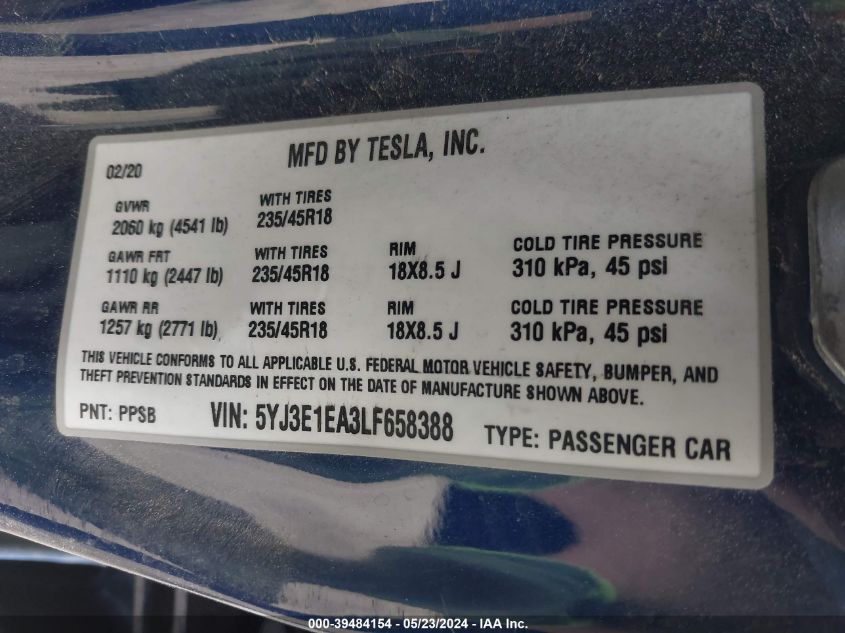 MFD BY TESLA, INC.
02/20
GVWR WITH TIRES
2060 kg (4541 lb) 235/45R18
GAWR FRT WITH TIRES RIM COLD TIRE PRESSURE
1110 kg (2447 lb) 235/45R18 18X8.5 J 310 kPa, 45 psi
GAWR RR WITH TIRES RIM COLD TIRE PRESSURE
1257 kg (2771 lb) 235/45R18 18X8.5 J 310 kPa, 45 psi
THIS VEHICLE CONFORMS TO ALL APPLICABLE U.S. FEDERAL MOTOR VEHICLE SAFETY, BUMPER, AND
THEFT PREVENTION STANDARDS IN EFFECT ON THE DATE OF MANUFACTURE SHOWN ABOVE.
PNT: PPSB VIN: 5YJ3E1EA3LF658388 TYPE: PASSENGER CAR
000-39484154 - 05/23/2024 - IAA Inc.